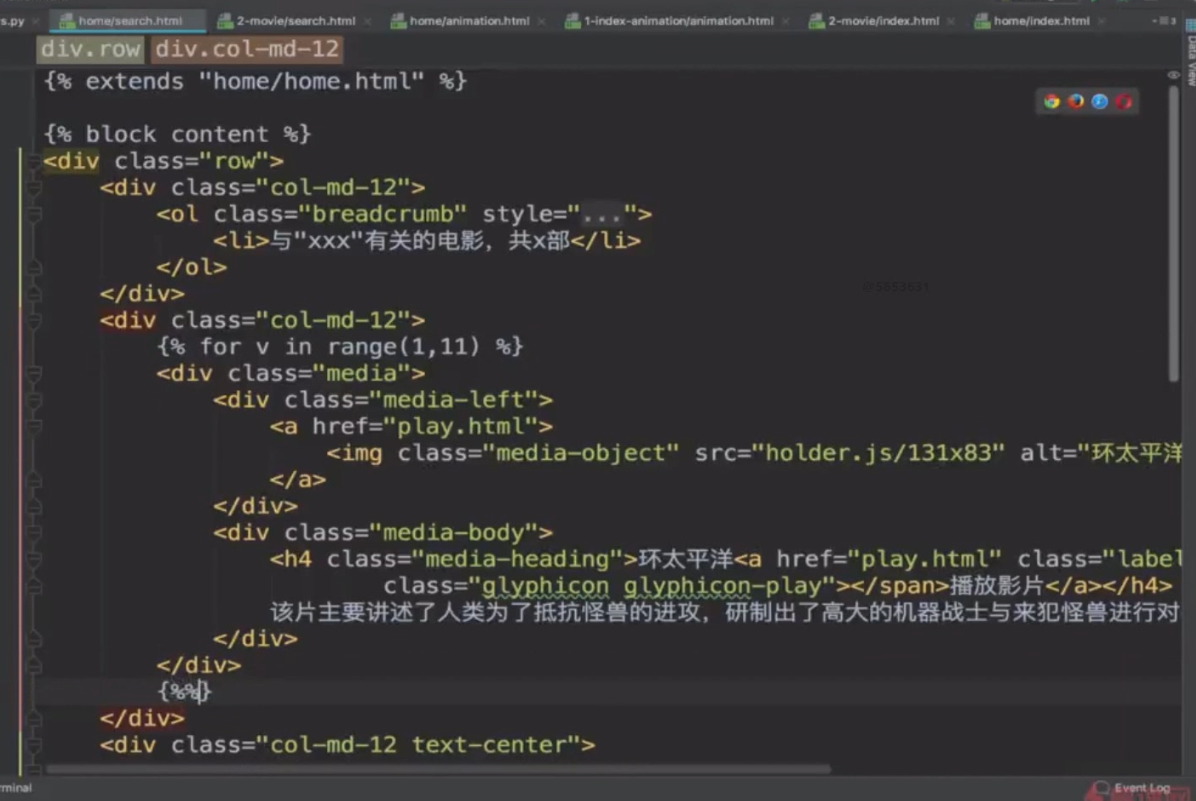 s.py home/search.html 2-movie/search.html home/animation.html 1-index-animation/animation.html 2-movie/index.html home/index.html
div.row div.col-md-12
Data View
{% extends "home/home.html" %}
{% block content %}
<div class="row">
<div class="col-md-12">
<ol class="breadcrumb" style="...">
<li>与"xxx"有关的电影，共x部</li>
</ol>
</div>
<div class="col-md-12">
{% for v in range(1,11) %}
<div class="media">
<div class="media-left">
<a href="play.html">
<img class="media-object" src="holder.js/131x83" alt="环太平洋
</a>
</div>
<div class="media-body">
<h4 class="media-heading">环太平洋<a href="play.html" class="label
class="glyphicon glyphicon-play"></span>播放影片</a></h4>
该片主要讲述了人类为了抵抗怪兽的进攻，研制出了高大的机器战士与来犯怪兽进行对
</div>
</div>
{%%}
</div>
<div class="col-md-12 text-center">
rminal Event Log